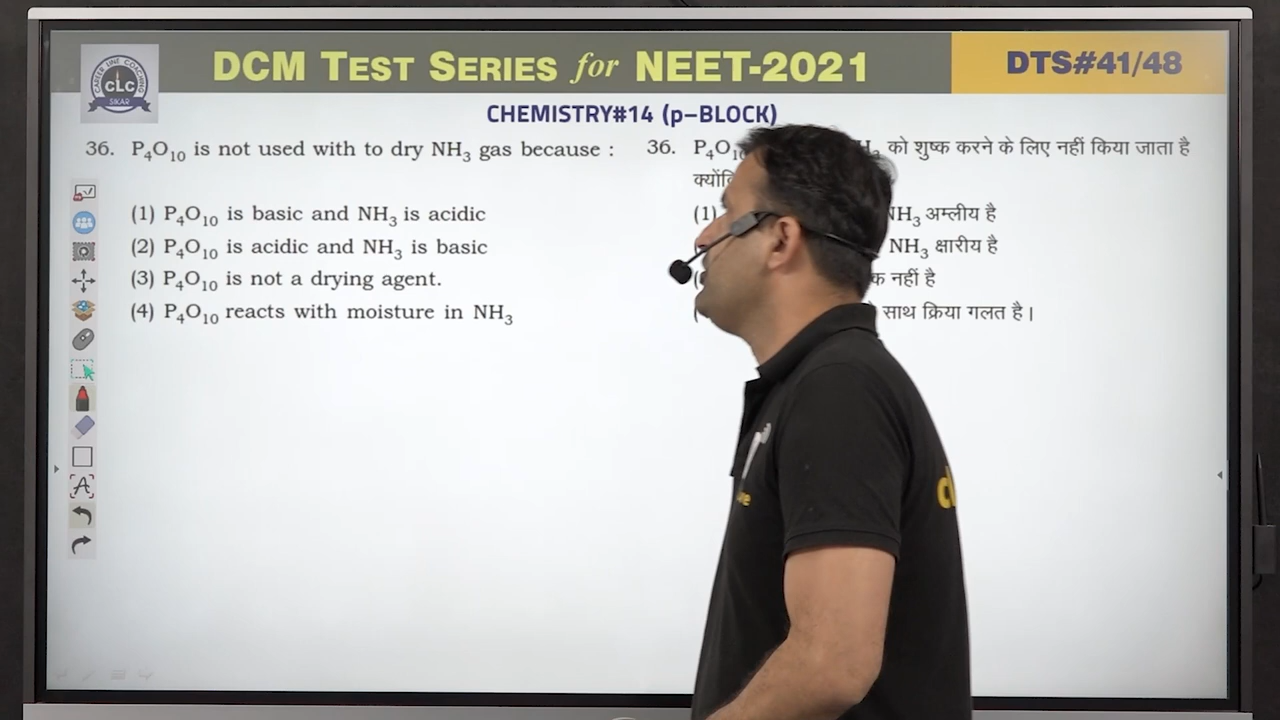 DCM TEST SERIES for NEET-2021
DTS#41/48
CAREER LINE COACHING
CLC
SIKAR
CHEMISTRY#14 (p–BLOCK)
36. P₄O₁₀ is not used with to dry NH₃ gas because :
(1) P₄O₁₀ is basic and NH₃ is acidic
(2) P₄O₁₀ is acidic and NH₃ is basic
(3) P₄O₁₀ is not a drying agent.
(4) P₄O₁₀ reacts with moisture in NH₃
36. P₄O₁₀ को शुष्क करने के लिए नहीं किया जाता है
(1) NH₃ अम्लीय है
NH₃ क्षारीय है
नहीं है
साथ क्रिया गलत है।